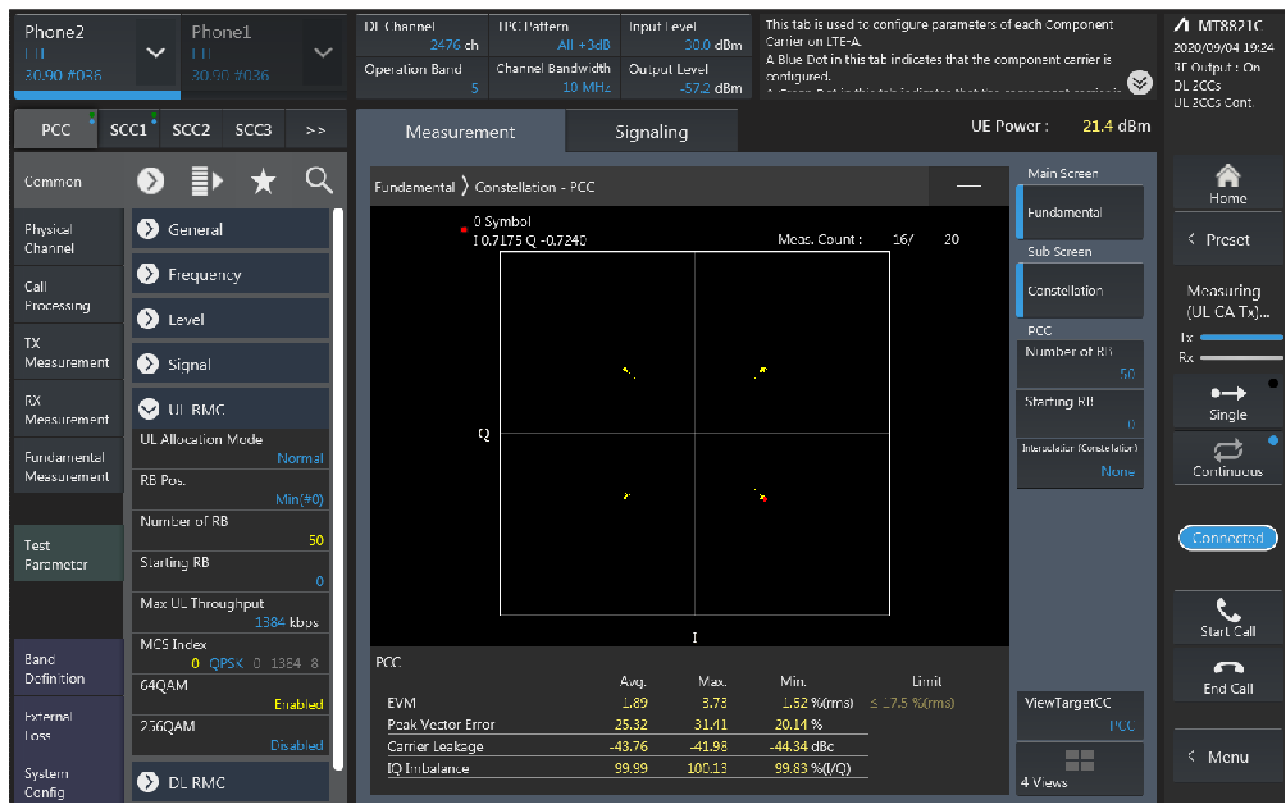 Phone2
LTE
30.90 #036
Phone1
LTE
30.90 #036
DL Channel
2476 ch
TPC Pattern
All +3dB
Input Level
30.0 dBm
Operation Band
5
Channel Bandwidth
10 MHz
Output Level
-57.2 dBm
This tab is used to configure parameters of each Component
Carrier on LTE-A.
A Blue Dot in this tab indicates that the component carrier is
configured.
MT8821C
2020/09/04 19:24
RF Output : On
DL 2CCs
UL 2CCs Cont.
PCC
SCC1
SCC2
SCC3
>>
Measurement
Signaling
UE Power : 21.4 dBm
Common
Physical
Channel
Call
Processing
TX
Measurement
RX
Measurement
Fundamental
Measurement
Test
Parameter
Band
Definition
External
Loss
System
Config
General
Frequency
Level
Signal
UL RMC
UL Allocation Mode
Normal
RB Pos.
Min(#0)
Number of RB
50
Starting RB
0
Max UL Throughput
1384 kbps
MCS Index
0 QPSK 0 1384 8
64QAM
Enabled
256QAM
Disabled
DL RMC
Fundamental
Constellation - PCC
0 Symbol
I 0.7175 Q -0.7240
Meas. Count : 16/ 20
Q
I
PCC
Avg. Max. Min. Limit
EVM 1.89 3.73 1.52 %(rms) ≤ 17.5 %(rms)
Peak Vector Error 25.32 31.41 20.14 %
Carrier Leakage -43.76 -41.98 -44.34 dBc
IQ Imbalance 99.99 100.13 99.83 %(I/Q)
Main Screen
Fundamental
Sub Screen
Constellation
PCC
Number of RB
50
Starting RB
0
Interpolation (Constellation)
None
ViewTargetCC
PCC
4 Views
Home
< Preset
Measuring
(UL CA Tx)...
Tx
Rx
Single
Continuous
Connected
Start Call
End Call
< Menu